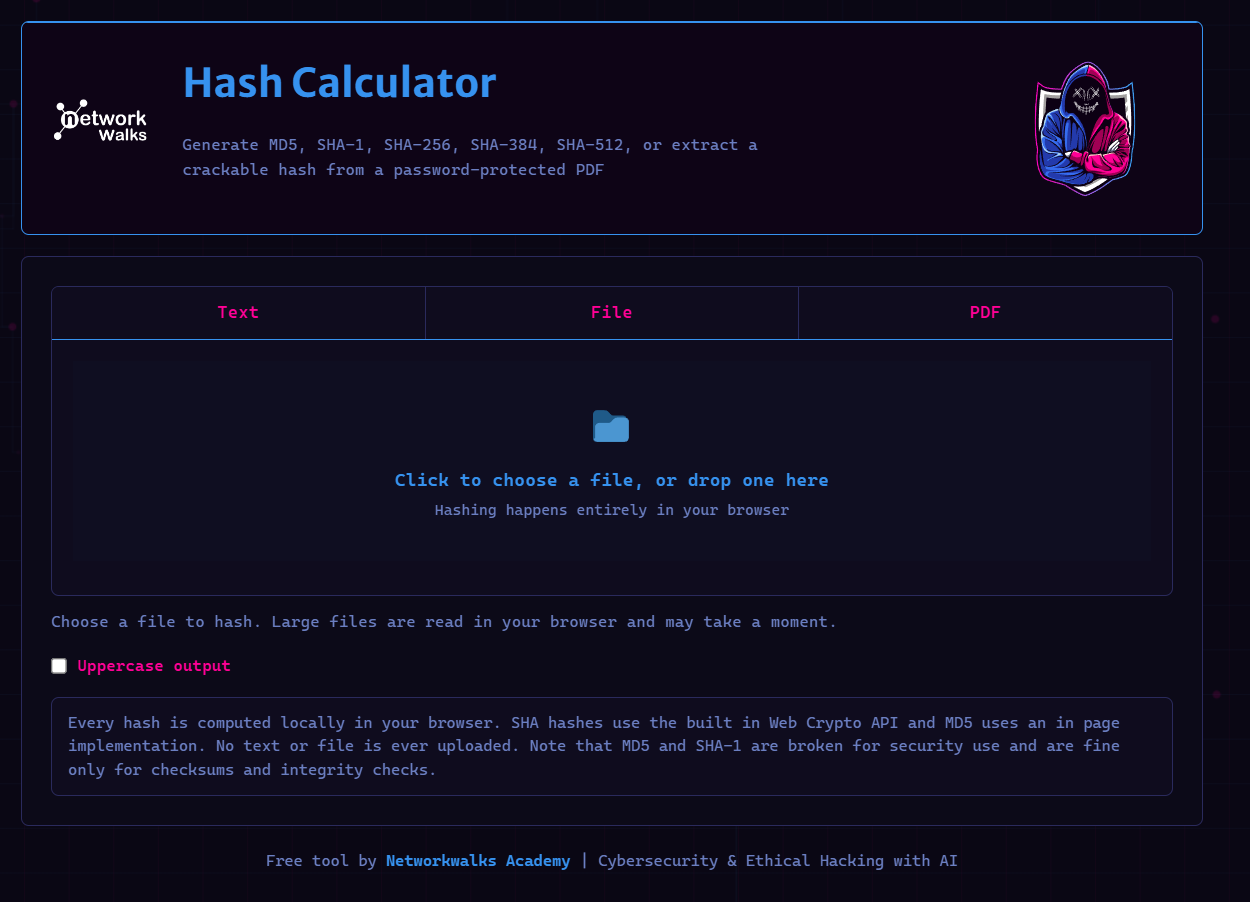 network
Walks
Hash Calculator
Generate MD5, SHA-1, SHA-256, SHA-384, SHA-512, or extract a
crackable hash from a password-protected PDF
Text File PDF
Click to choose a file, or drop one here
Hashing happens entirely in your browser
Choose a file to hash. Large files are read in your browser and may take a moment.
Uppercase output
Every hash is computed locally in your browser. SHA hashes use the built in Web Crypto API and MD5 uses an in page
implementation. No text or file is ever uploaded. Note that MD5 and SHA-1 are broken for security use and are fine
only for checksums and integrity checks.
Free tool by Networkwalks Academy | Cybersecurity & Ethical Hacking with AI